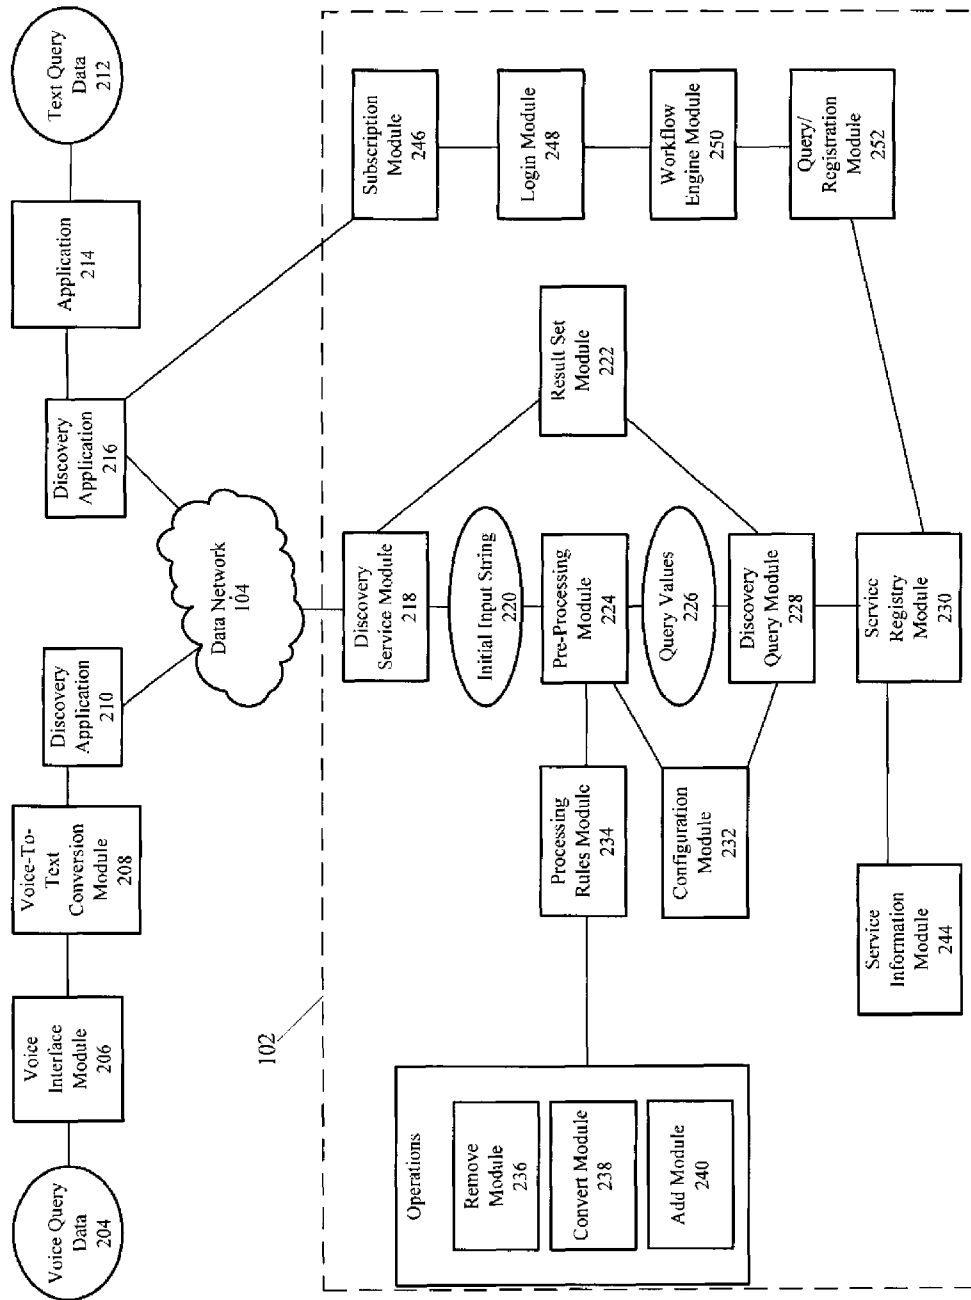 Voice Query
Data
204
Voice
Interface
Module
206
Voice-To-
Text
Conversion
Module
208
Discovery
Application
210
Data Network
104
Discovery
Application
216
Application
214
Text Query
Data
212
102
Discovery
Service Module
218
Subscription
Module
246
Initial Input String
220
Login Module
248
Operations
Remove
Module
236
Convert Module
238
Add Module
240
Processing
Rules Module
234
Pre-Processing
Module
224
Result Set
Module
222
Configuration
Module
232
Query Values
226
Workflow
Engine Module
250
Discovery
Query Module
228
Query/
Registration
Module
252
Service
Information
Module
244
Service
Registry
Module
230